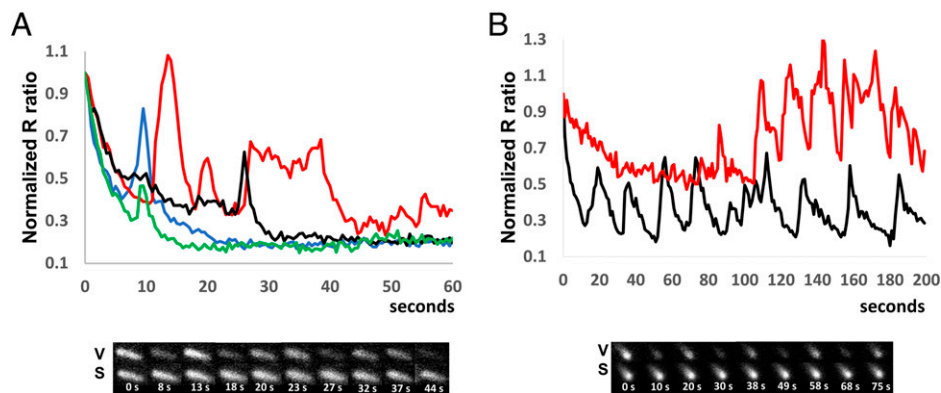 A
B
Normalized R ratio
1.1
0.9
0.7
0.5
0.3
0.1
0 10 20 30 40 50 60
seconds
Normalized R ratio
1.3
1.1
0.9
0.7
0.5
0.3
0.1
0 20 40 60 80 100 120 140 160 180 200
seconds
V
S
0 s 8 s 13 s 18 s 20 s 23 s 27 s 32 s 37 s 44 s
V
S
0 s 10 s 20 s 30 s 38 s 49 s 58 s 68 s 75 s